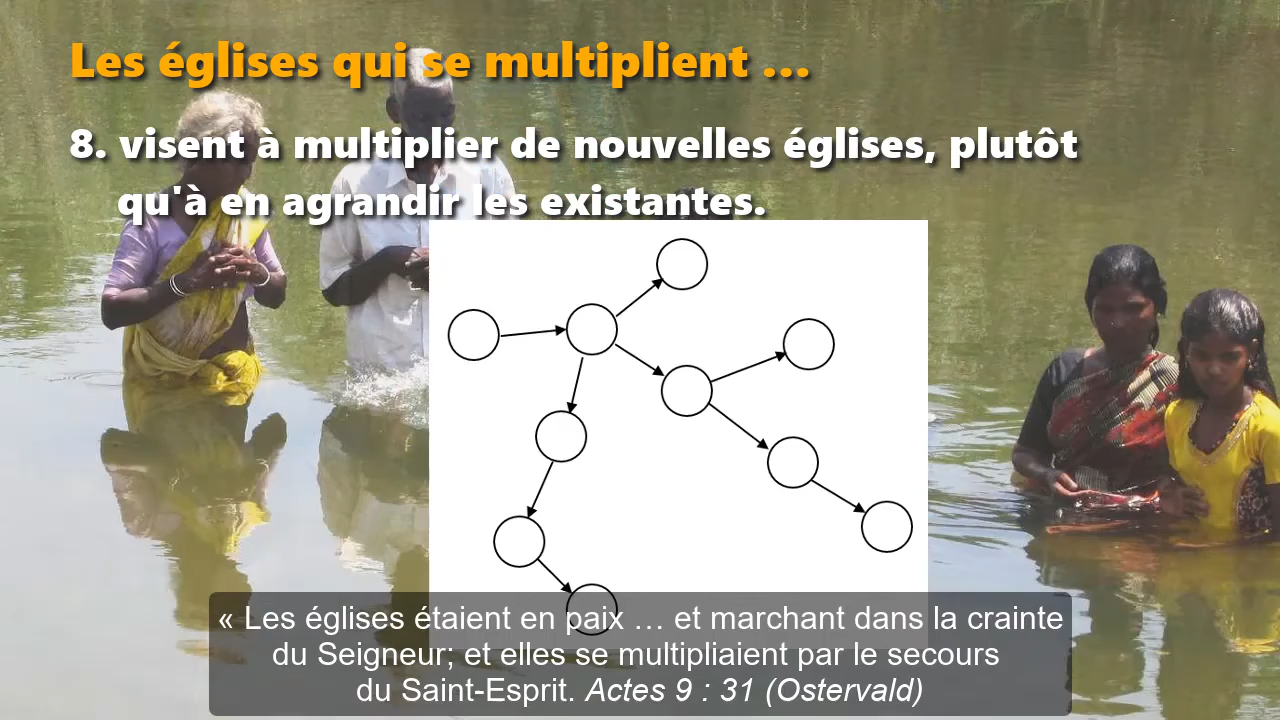 Les églises qui se multiplient ...
8. visent à multiplier de nouvelles églises, plutôt
qu'à en agrandir les existantes.
« Les églises étaient en paix … et marchant dans la crainte
du Seigneur; et elles se multipliaient par le secours
du Saint-Esprit. Actes 9 : 31 (Ostervald)